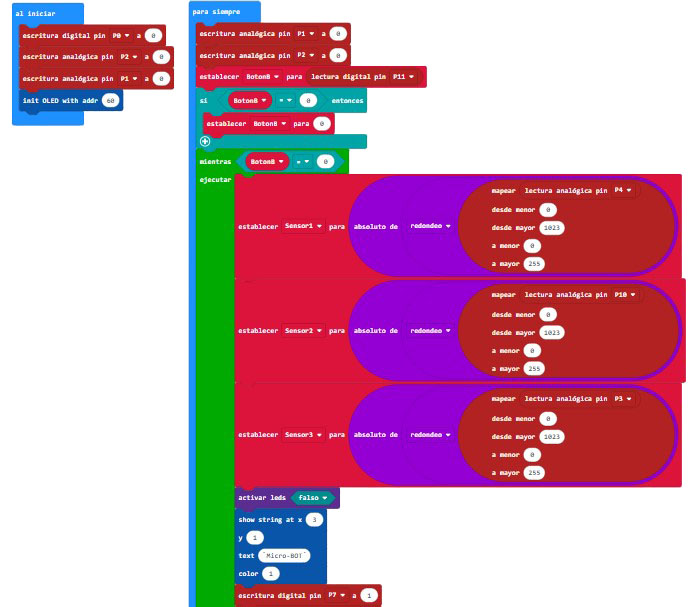 al iniciar
escritura digital pin P0 a 0
escritura analógica pin P2 a 0
escritura analógica pin P1 a 0
init OLED with addr 60
para siempre
escritura analógica pin P1 a 0
escritura analógica pin P2 a 0
establecer BotonB para lectura digital pin P11
si BotonB = 0 entonces
establecer BotonB para 0
mientras BotonB = 0
ejecutar
mapear lectura analógica pin P4
desde menor 0
establecer Sensor1 para absoluto de redondeo desde mayor 1023
a menor 0
a mayor 255
mapear lectura analógica pin P10
desde menor 0
establecer Sensor2 para absoluto de redondeo desde mayor 1023
a menor 0
a mayor 255
mapear lectura analógica pin P3
desde menor 0
establecer Sensor3 para absoluto de redondeo desde mayor 1023
a menor 0
a mayor 255
activar leds falso
show string at x 3
y 1
text "Micro-BOT"
color 1
escritura digital pin P7 a 1